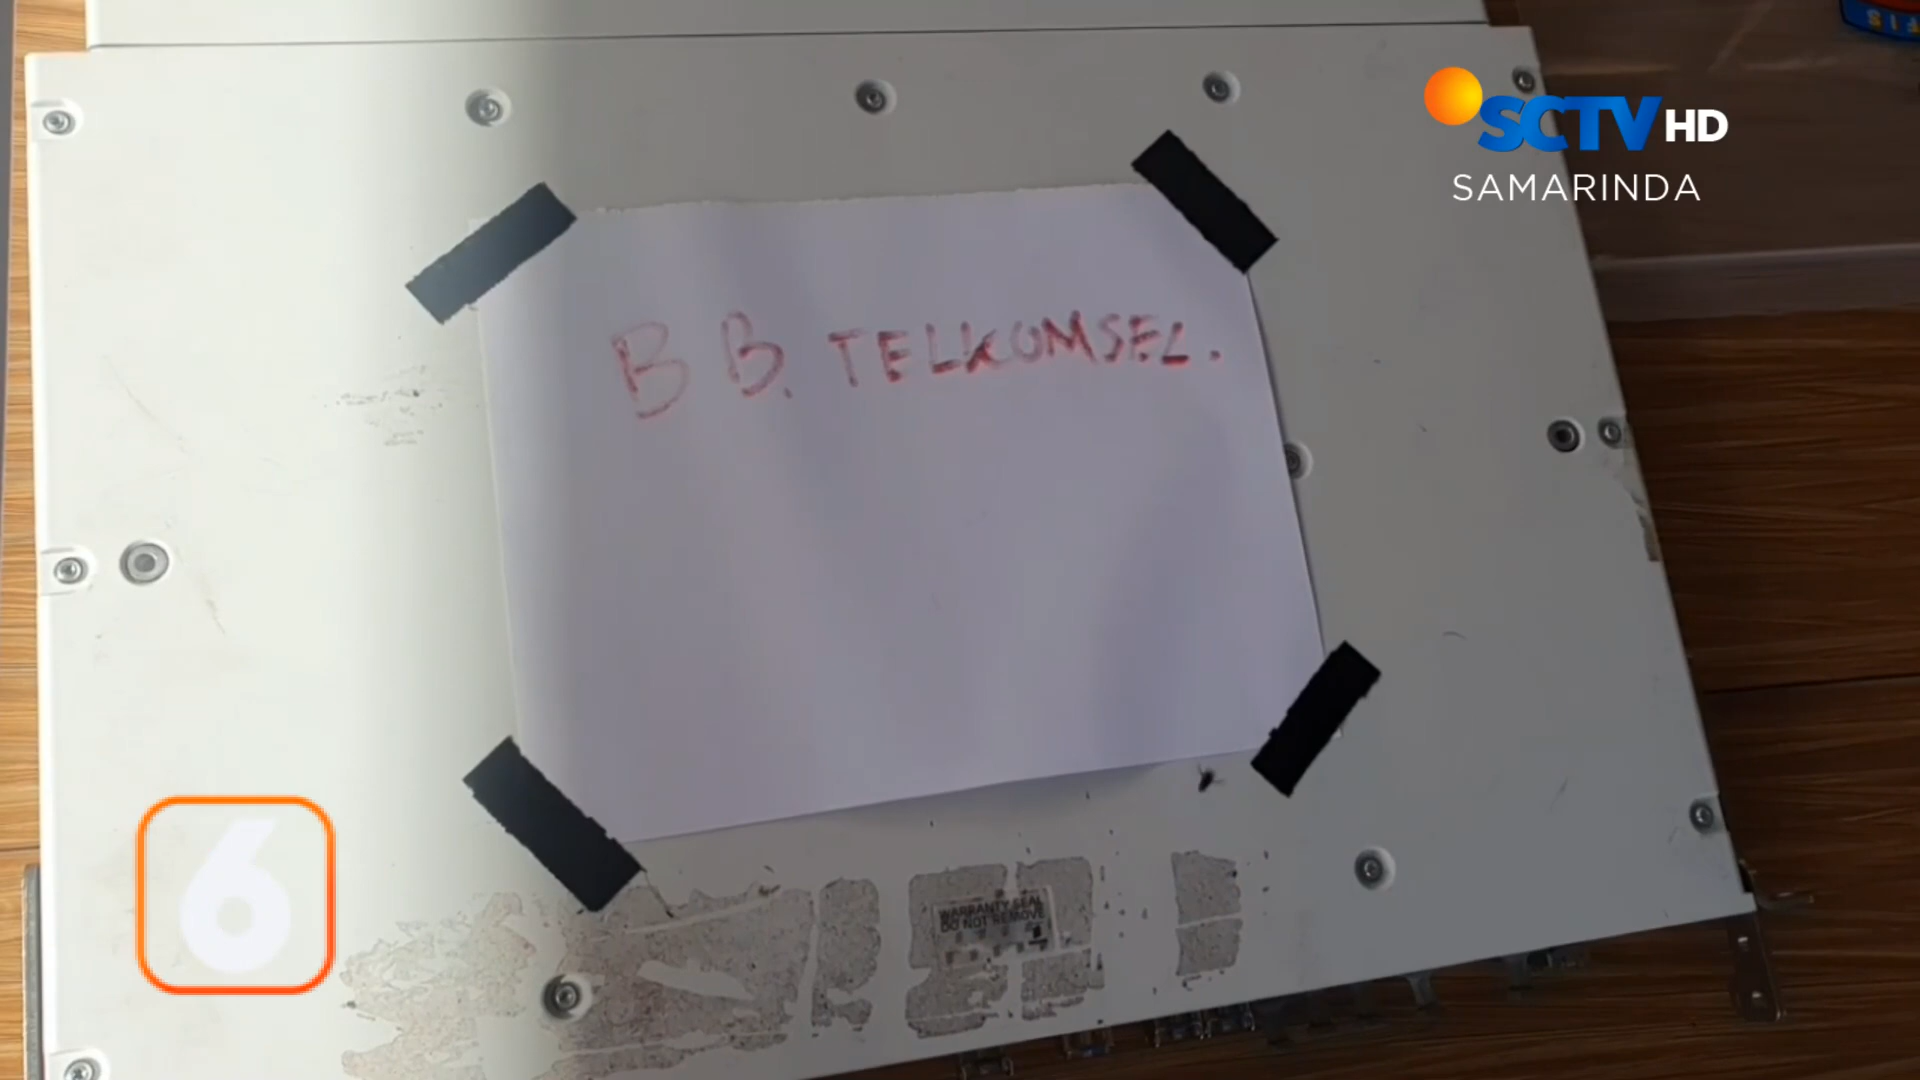 SCTV HD
SAMARINDA
B B. TELKOMSEL.
6
WARRANTY SEAL
DO NOT REMOVE